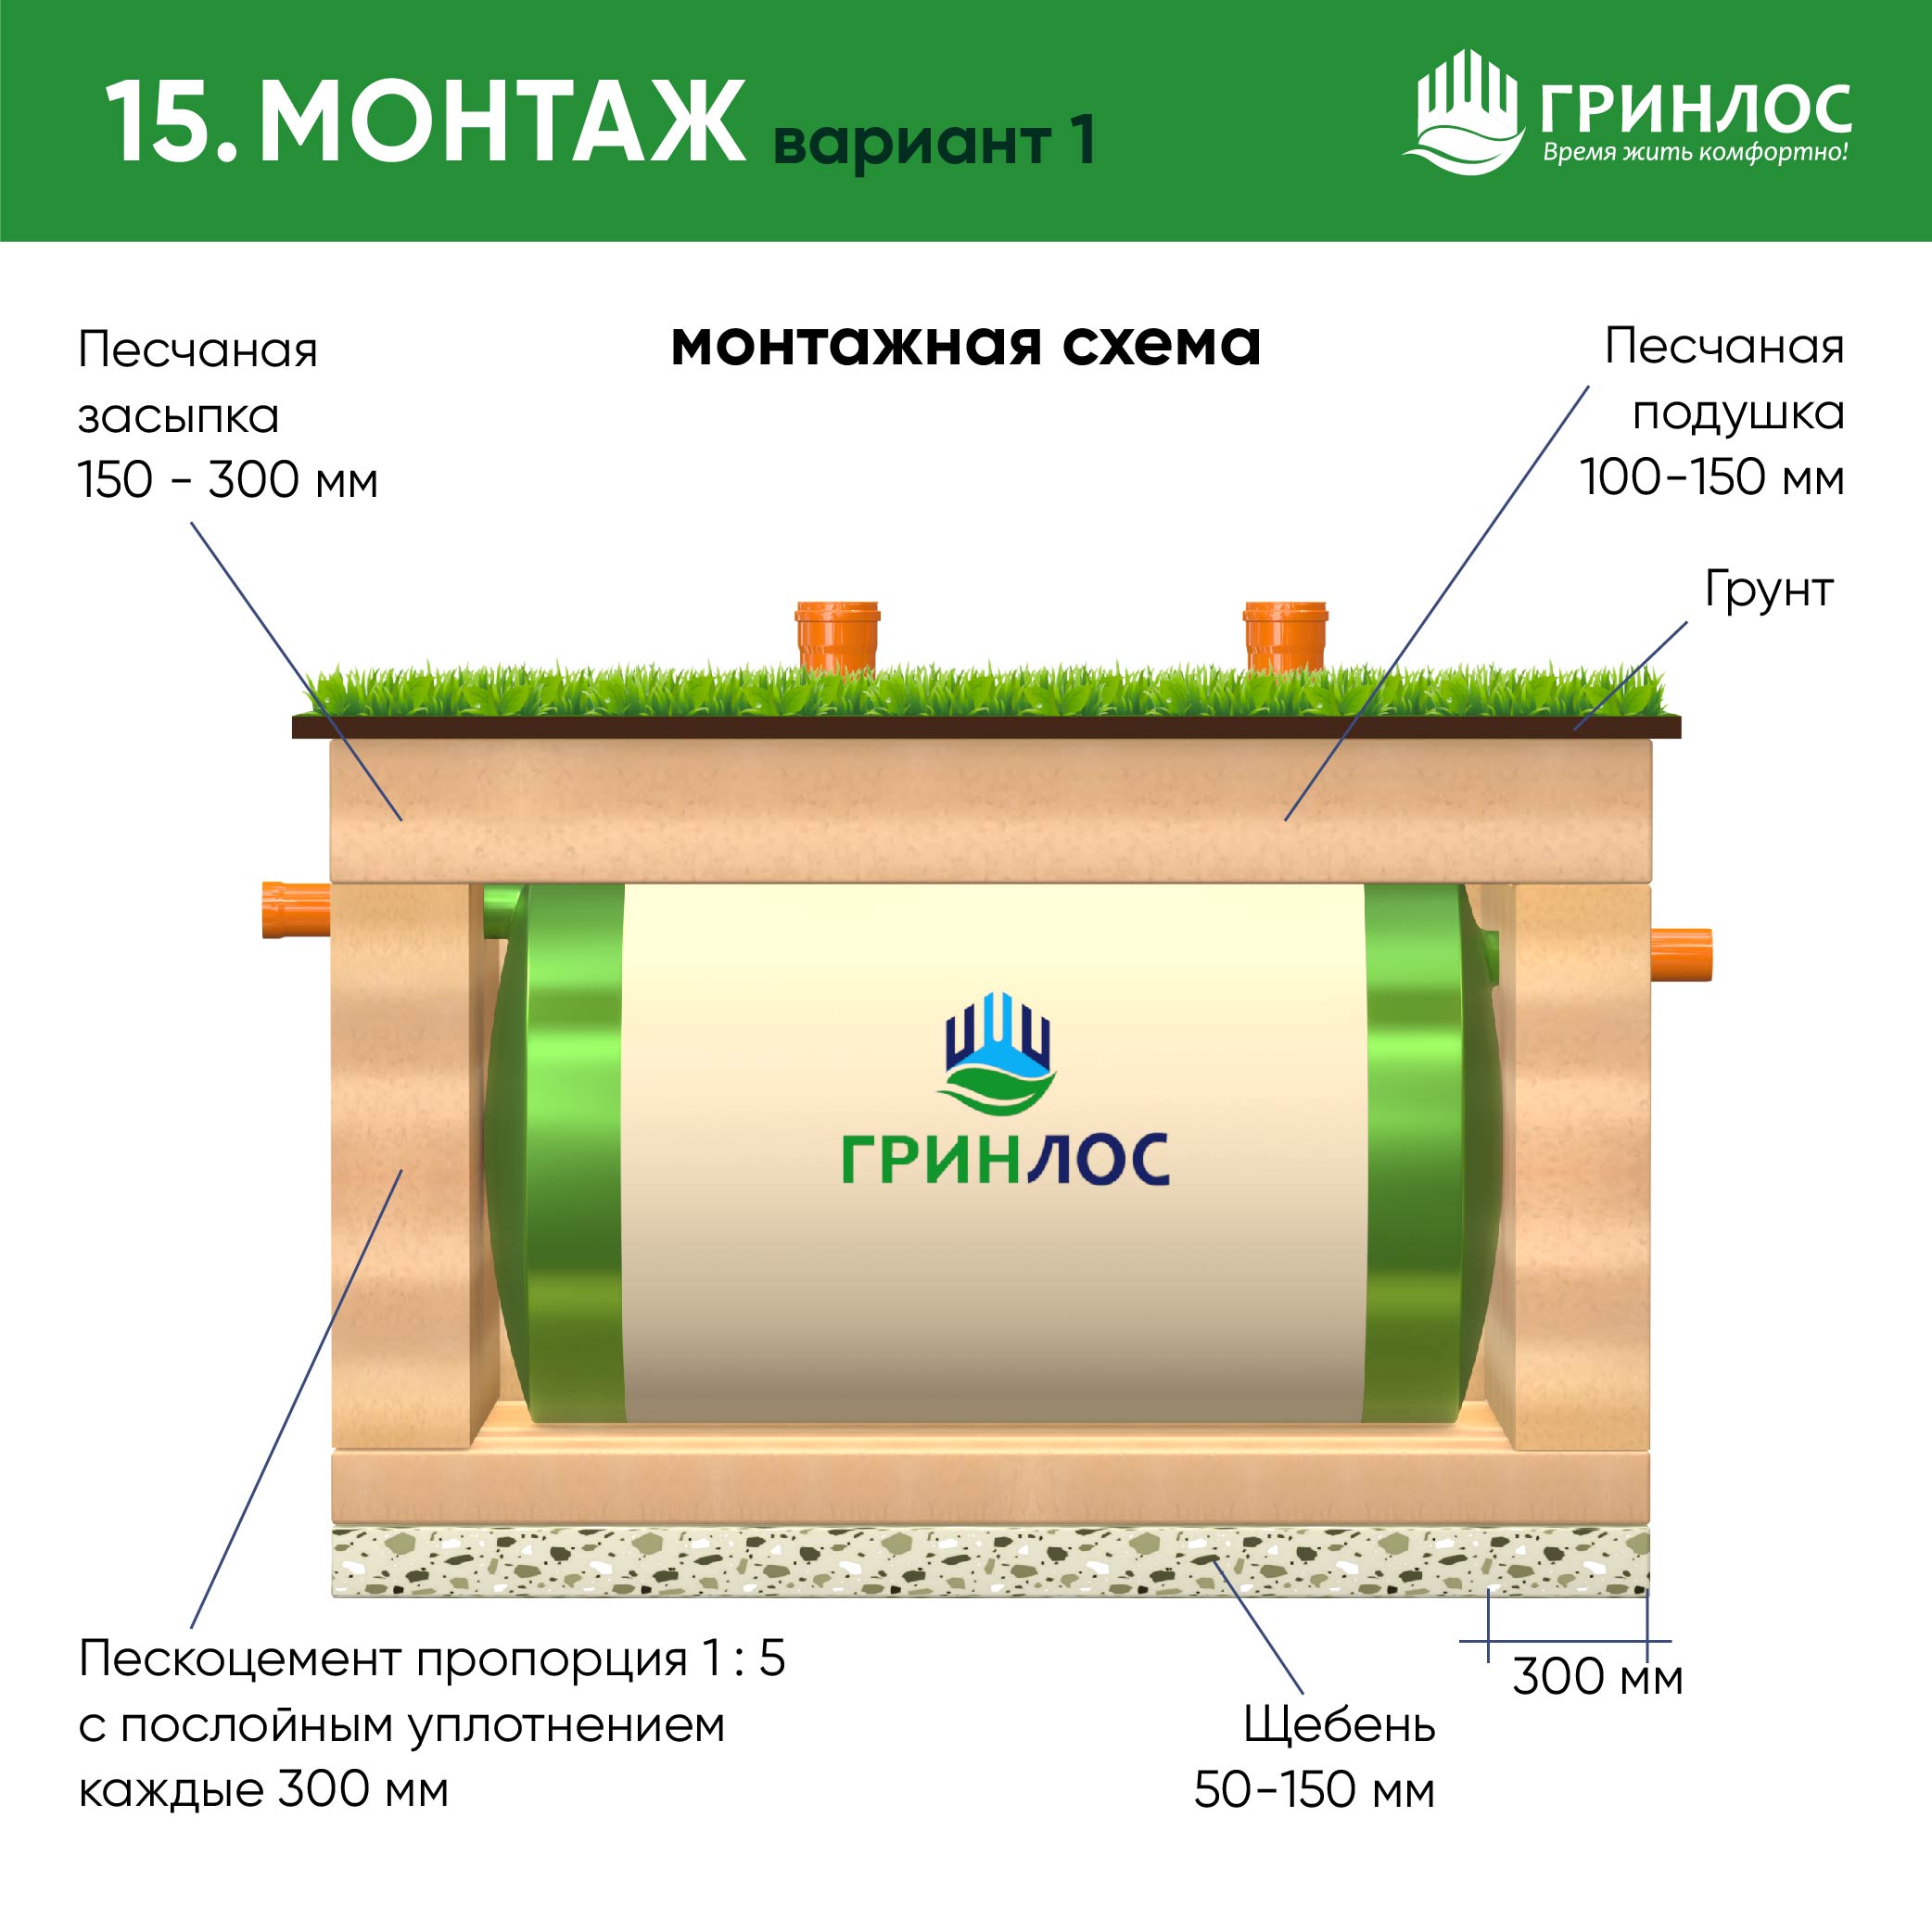 15. МОНТАЖ вариант 1
ГРИНЛОС
Время жить комфортно!
монтажная схема
Песчаная
засыпка
150 - 300 мм
Песчаная
подушка
100-150 мм
Грунт
ГРИНЛОС
Пескоцемент пропорция 1 : 5
с послойным уплотнением
каждые 300 мм
Щебень
50-150 мм
300 мм